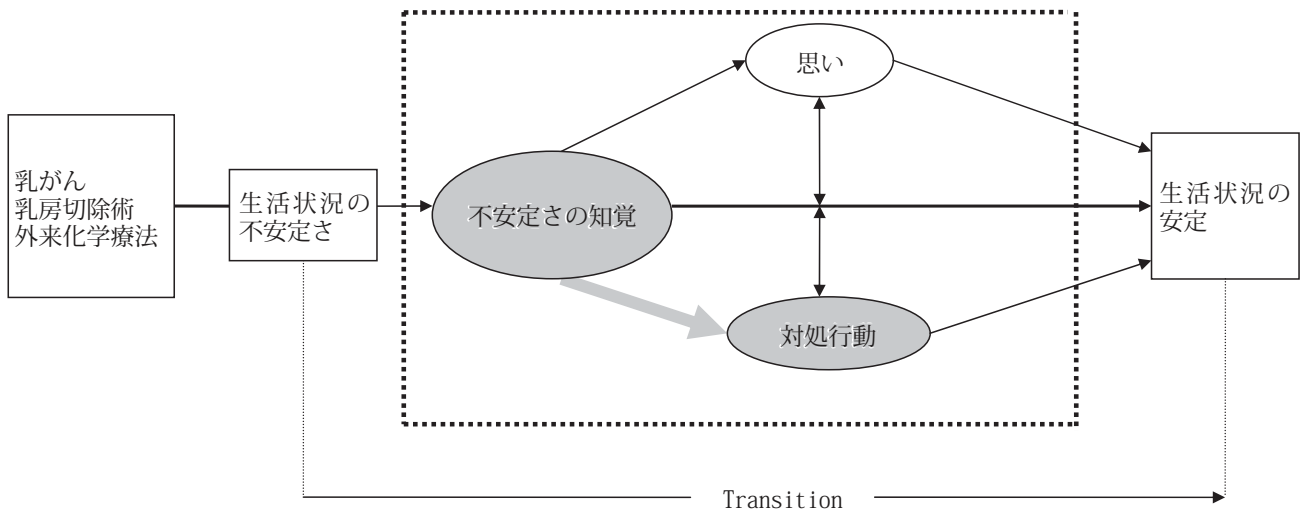 思い
乳がん
乳房切除術
外来化学療法
生活状況の
不安定さ
不安定さの知覚
生活状況の
安定
対処行動
Transition